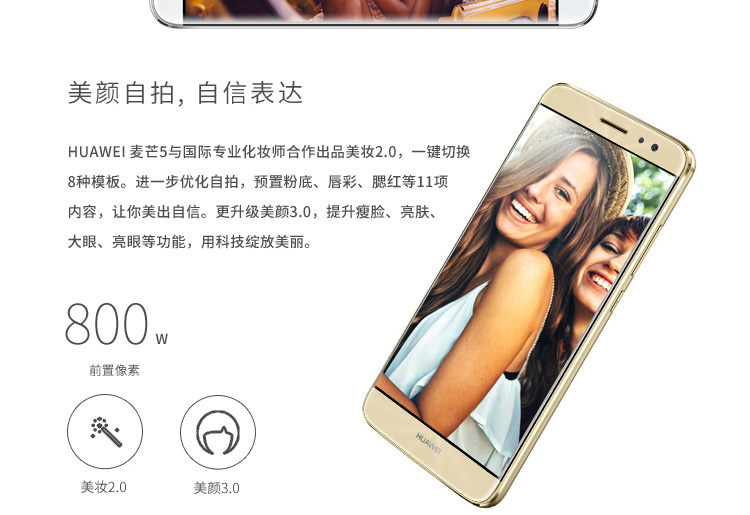 美颜自拍, 自信表达
HUAWEI 麦芒5与国际专业化妆师合作出品美妆2.0，一键切换
8种模板。进一步优化自拍，预置粉底、唇彩、腮红等11项
内容，让你美出自信。更升级美颜3.0，提升瘦脸、亮肤、
大眼、亮眼等功能，用科技绽放美丽。
800 W
前置像素
美妆2.0
美颜3.0
HUAWEI